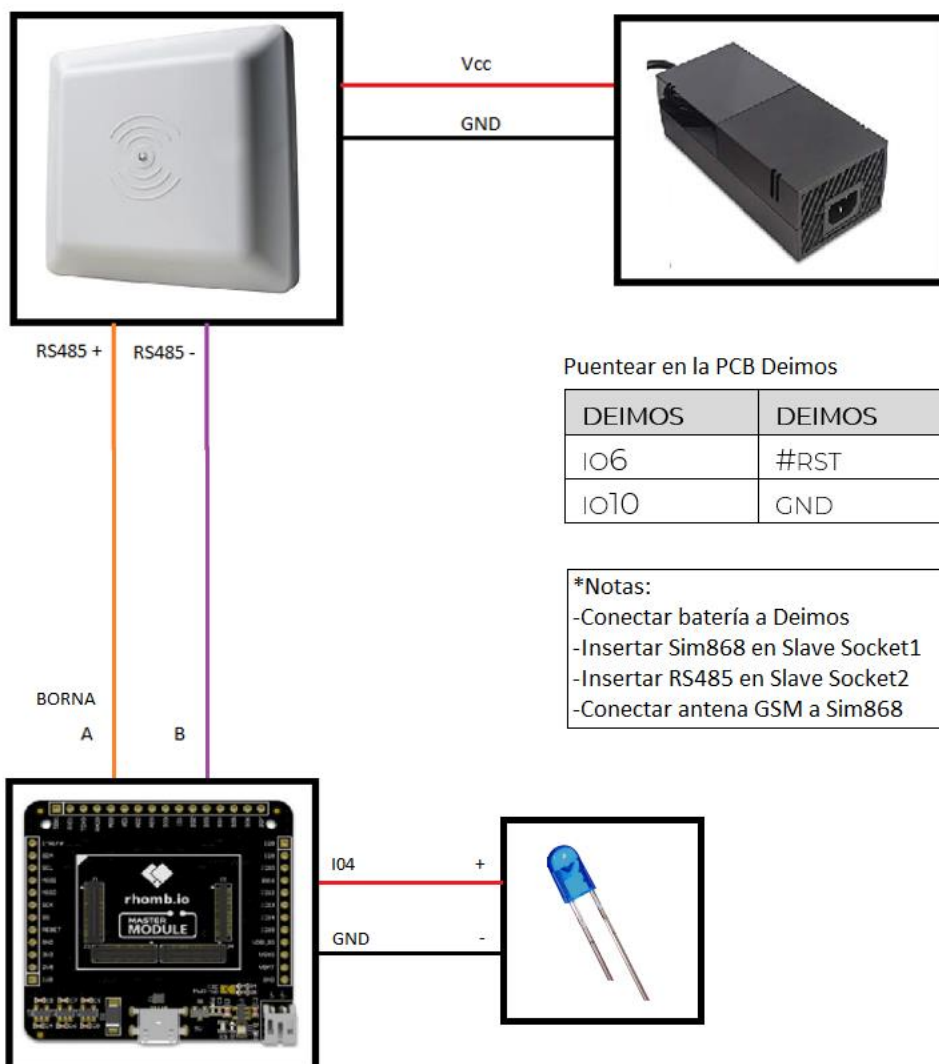 Vcc
GND
RS485 +
RS485 -
Puentear en la PCB Deimos
DEIMOS DEIMOS
IO6 #RST
IO10 GND
*Notas:
-Conectar batería a Deimos
-Insertar Sim868 en Slave Socket1
-Insertar RS485 en Slave Socket2
-Conectar antena GSM a Sim868
BORNA
A B
rhomb.io
MASTER
MODULE
I04 +
GND -